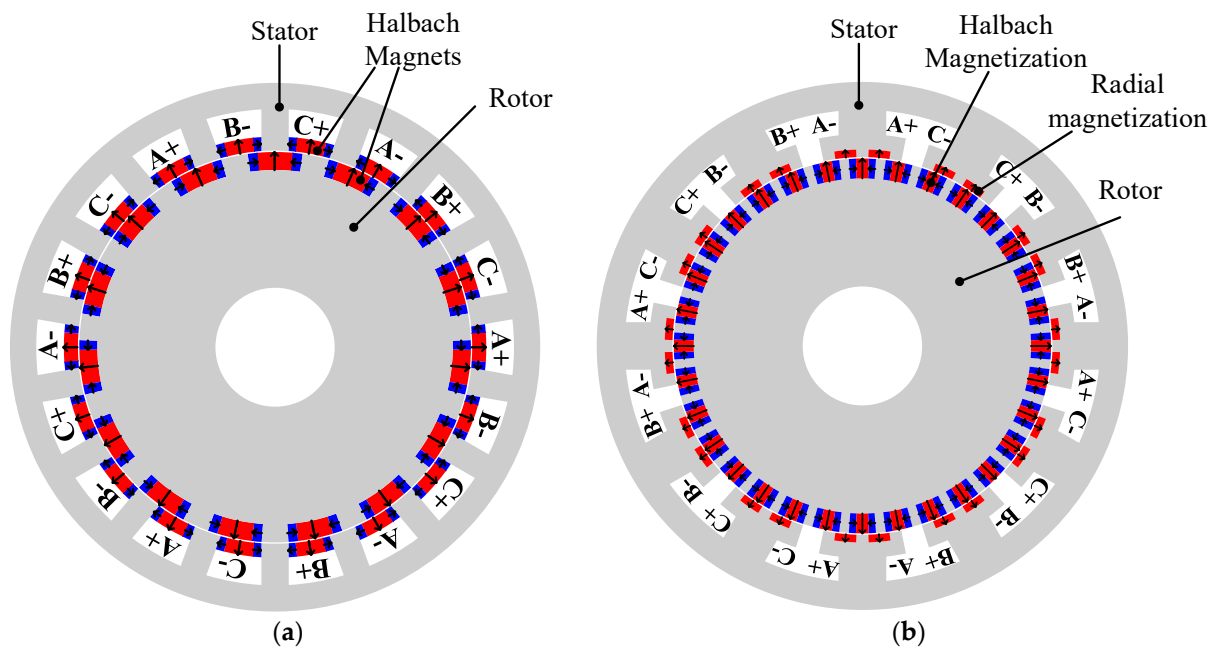 Stator
Halbach
Magnets
Rotor
C+
A-
B+
C-
A+
B-
C+
A-
B+
C-
A+
B-
C+
A-
B+
C-
A+
B-
(a)
Stator
Halbach
Magnetization
Radial
magnetization
Rotor
A+ C-
C+ B-
B+ A-
A+ C-
C+ B-
A- B+
A+ C-
C+ B-
B+ A-
A+ C-
C+ B-
B+ A-
(b)